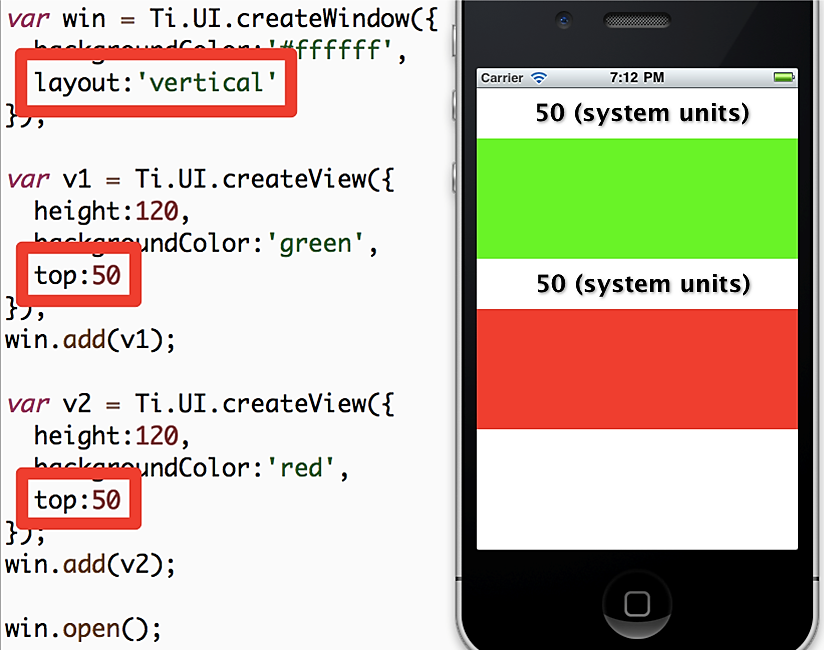 var win = Ti.UI.createWindow({
backgroundColor:'#ffffff',
layout:'vertical'
});
var v1 = Ti.UI.createView({
height:120,
backgroundColor:'green',
top:50
});
win.add(v1);
var v2 = Ti.UI.createView({
height:120,
backgroundColor:'red',
top:50
});
win.add(v2);
win.open();
Carrier 7:12 PM
50 (system units)
50 (system units)